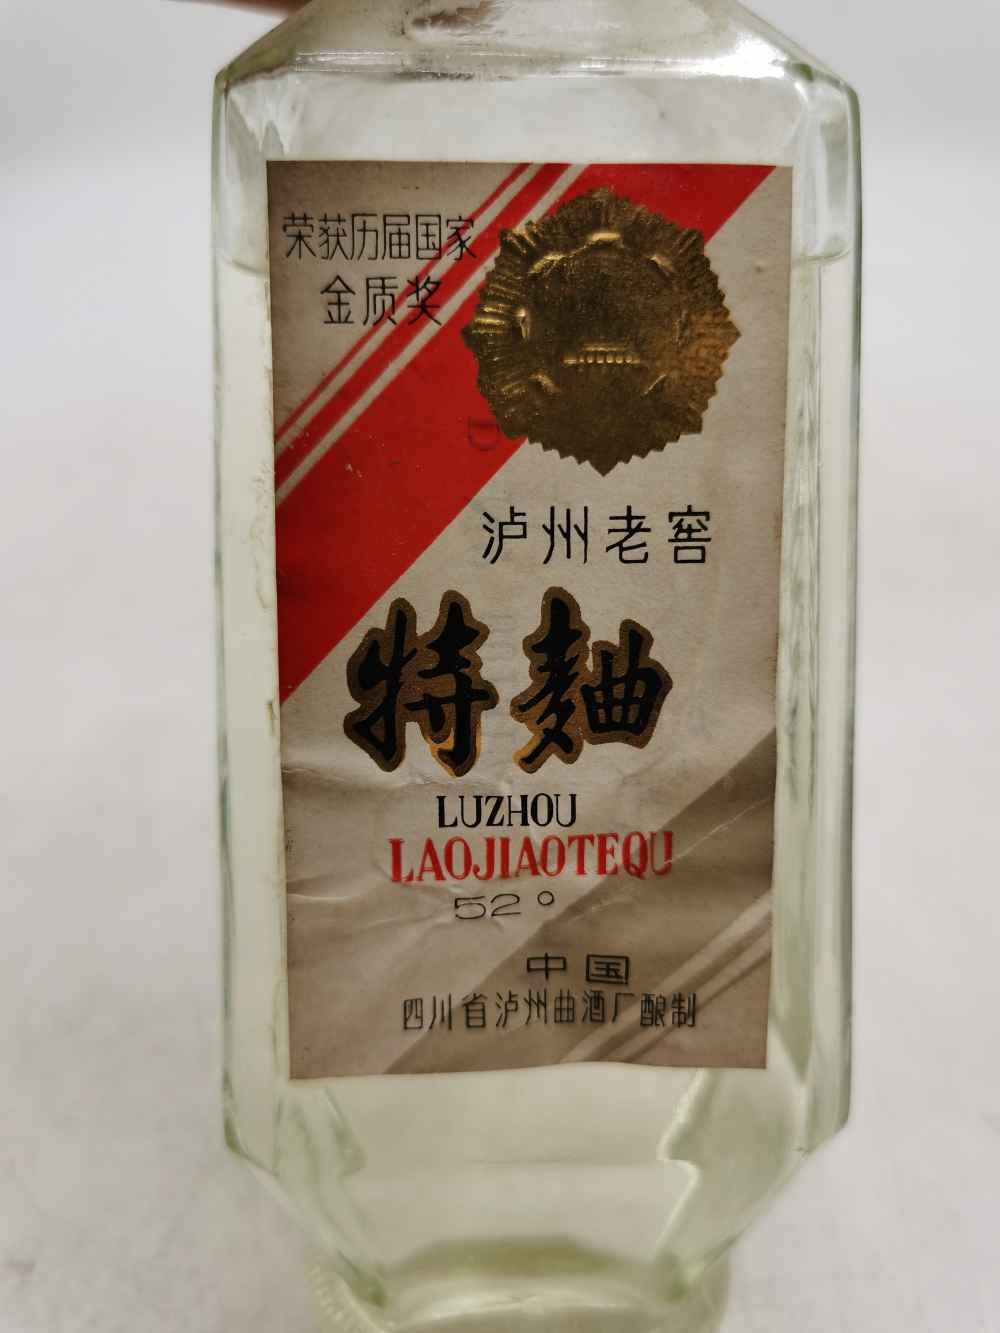 荣获历届国家
金质奖
泸州老窖
特麯
LUZHOU
LAOJIAOTEQU
52°
中国
四川省泸州曲酒厂酿制